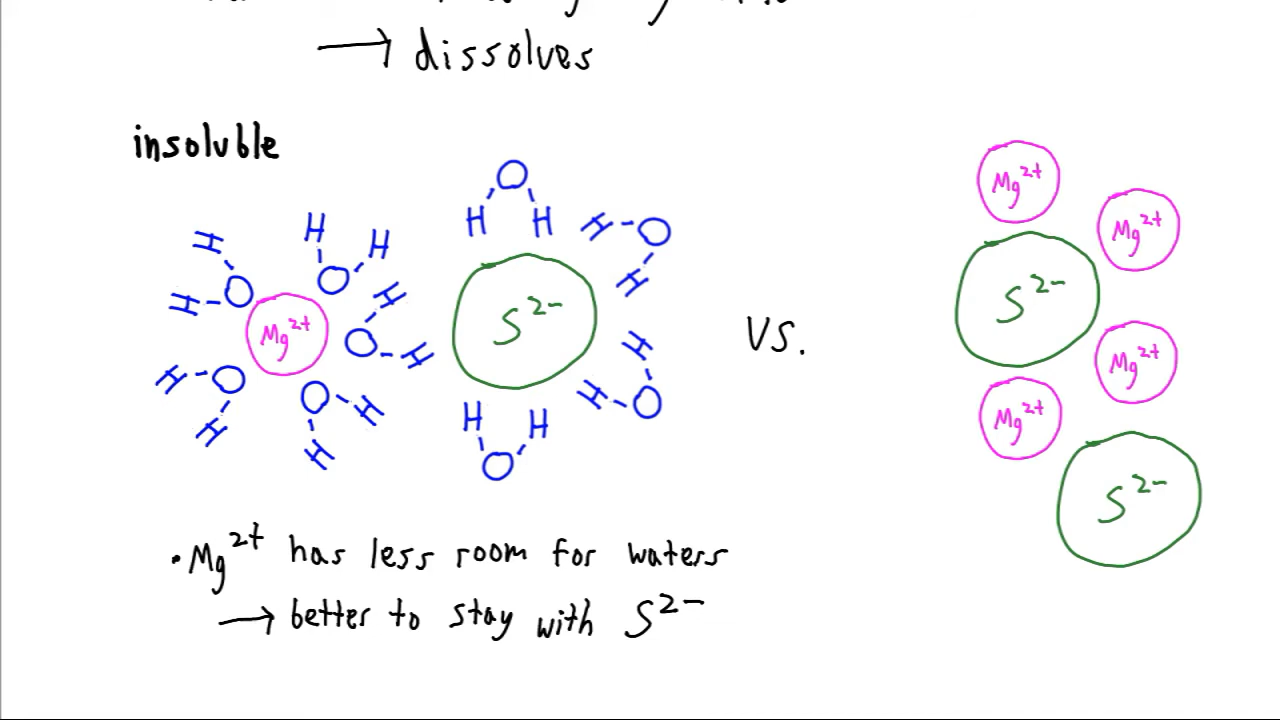 → dissolves
insoluble
O
H H
H-O
H
H
H-O
H H
O
H
O-H
H-O
H
O-H
H
Mg²⁺
O
H H
H-O
H
H
H-O
H H
O
S²⁻
vs.
Mg²⁺
Mg²⁺
S²⁻
Mg²⁺
Mg²⁺
S²⁻
• Mg²⁺ has less room for waters
→ better to stay with S²⁻